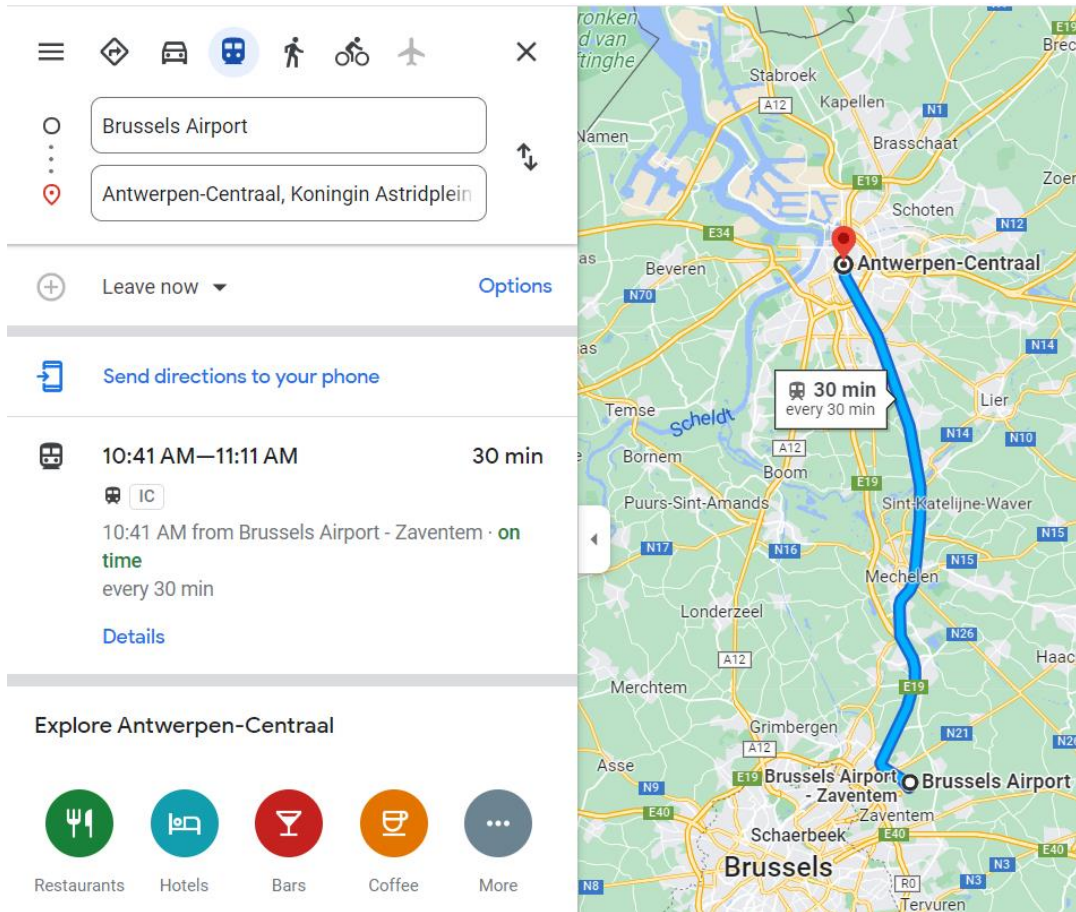 Brussels Airport
Antwerpen-Centraal, Koningin Astridplein
Leave now
Options
Send directions to your phone
10:41 AM—11:11 AM 30 min
IC
10:41 AM from Brussels Airport - Zaventem · on
time
every 30 min
Details
Explore Antwerpen-Centraal
Restaurants
Hotels
Bars
Coffee
More
Stabroek
A12
Kapellen
N1
Brasschaat
E19
Schoten
N12
E34
Beveren
Antwerpen-Centraal
N70
N14
30 min
every 30 min
Lier
Temse
Scheldt
N14
N10
Bornem
A12
Boom
E19
Puurs-Sint-Amands
Sint-Katelijne-Waver
N17
N16
N15
N15
Mechelen
Londerzeel
N26
A12
Merchtem
E19
Grimbergen
N21
A12
Asse
E19
Brussels Airport
- Zaventem
Brussels Airport
N9
E40
Zaventem
Schaerbeek
E40
E40
Brussels
N3
N3
R0
N8
Tervuren